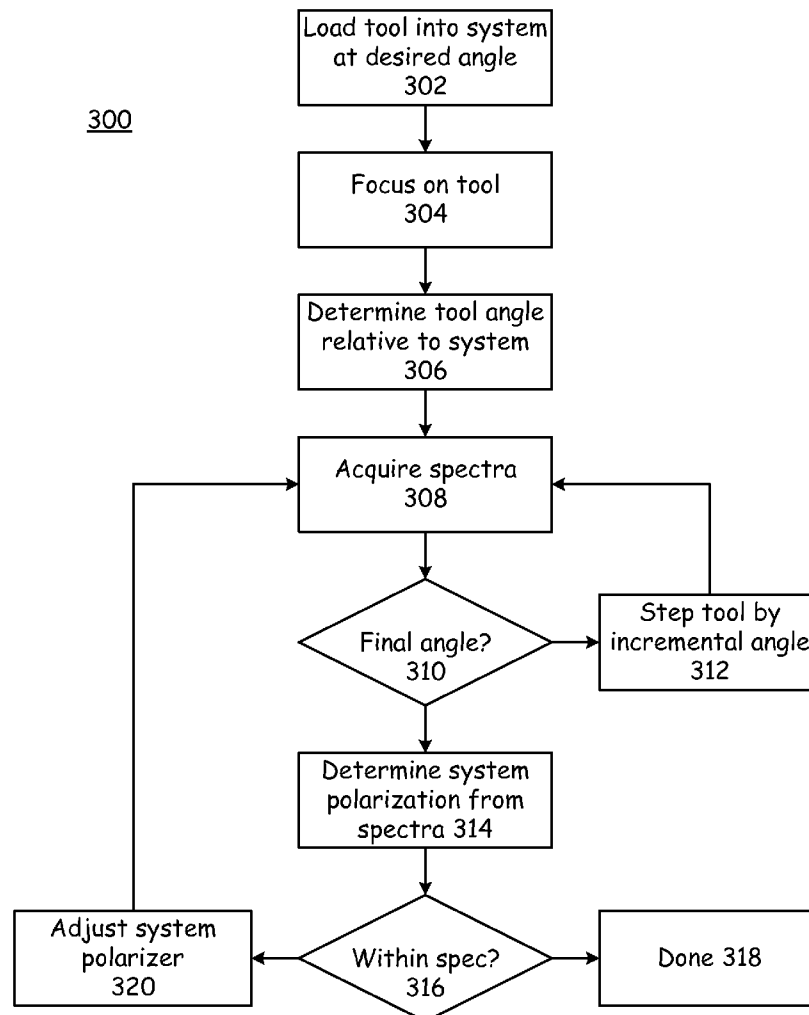 Load tool into system
at desired angle
302
300
Focus on tool
304
Determine tool angle
relative to system
306
Acquire spectra
308
Final angle?
310
Step tool by
incremental angle
312
Determine system
polarization from
spectra 314
Adjust system
polarizer
320
Within spec?
316
Done 318